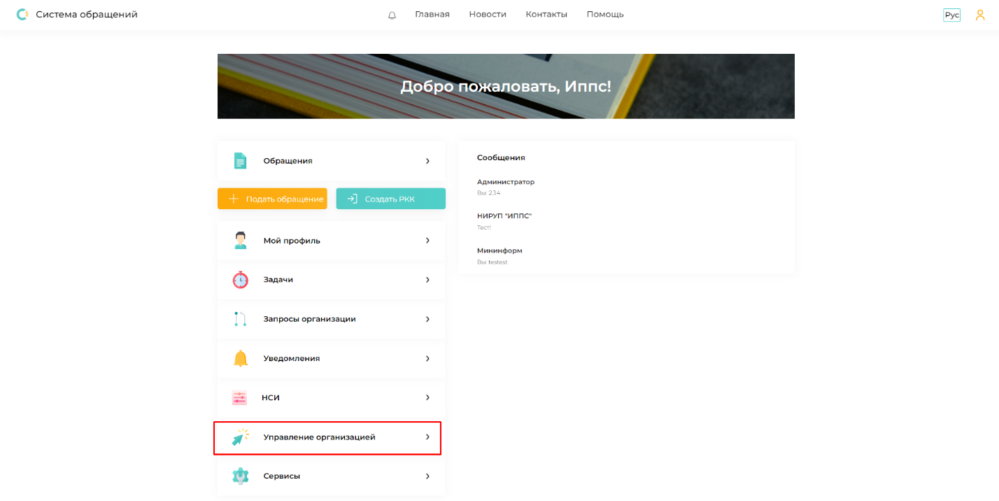 Система обращений
Главная
Новости
Контакты
Помощь
Рус
Добро пожаловать, Иппс!
Обращения
Подать обращение
Создать РКК
Мой профиль
Задачи
Запросы организации
Уведомления
НСИ
Управление организацией
Сервисы
Сообщения
Администратор
Вы: 234
НИРУП "ИППС"
Тест!
Мининформ
Вы: testest